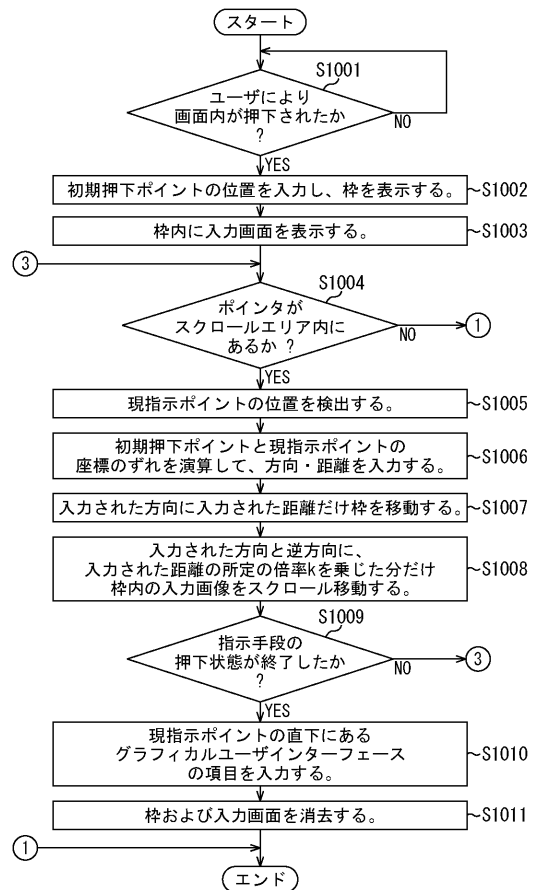 スタート
S1001
ユーザにより
画面内が押下されたか
?
NO
YES
初期押下ポイントの位置を入力し、枠を表示する。
S1002
枠内に入力画面を表示する。
S1003
3
S1004
ポインタが
スクロールエリア内に
あるか ?
NO
1
YES
現指示ポイントの位置を検出する。
S1005
初期押下ポイントと現指示ポイントの
座標のずれを演算して、方向・距離を入力する。
S1006
入力された方向に入力された距離だけ枠を移動する。
S1007
入力された方向と逆方向に、
入力された距離の所定の倍率kを乗じた分だけ
枠内の入力画像をスクロール移動する。
S1008
S1009
指示手段の
押下状態が終了したか
?
NO
3
YES
現指示ポイントの直下にある
グラフィカルユーザインターフェース
の項目を入力する。
S1010
枠および入力画面を消去する。
S1011
1
エンド